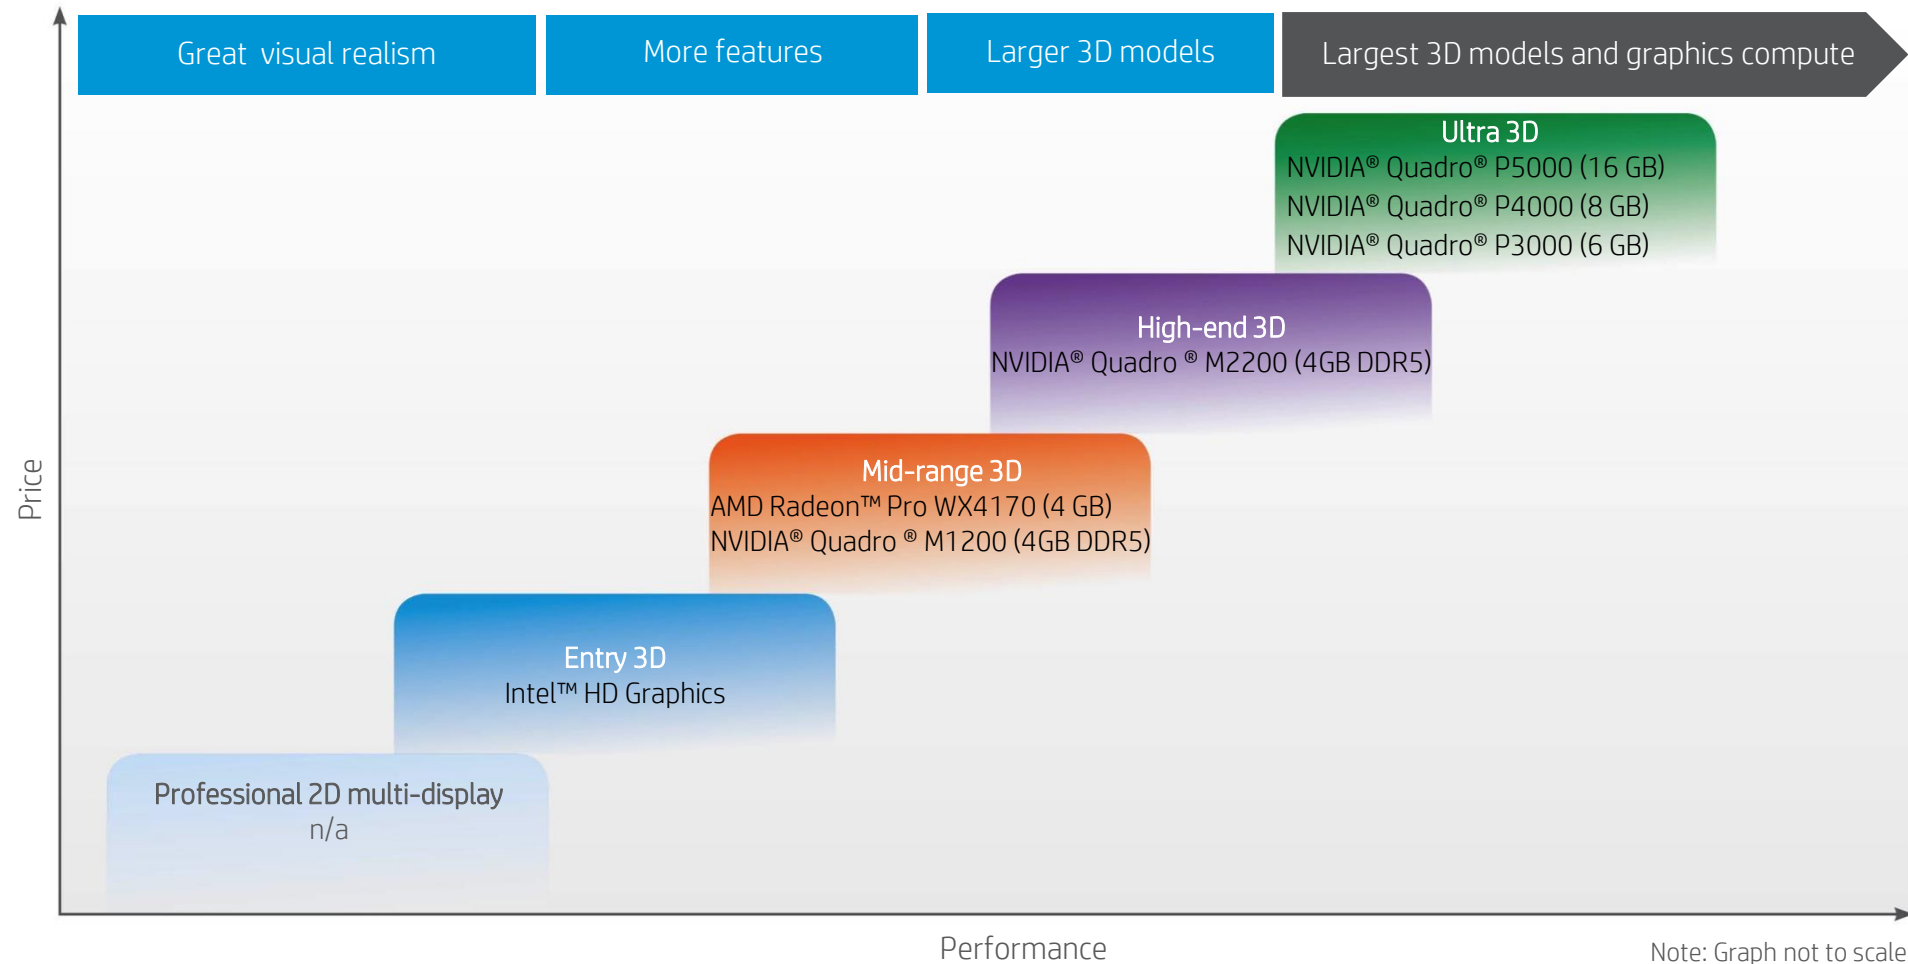 Great visual realism
More features
Larger 3D models
Largest 3D models and graphics compute
Ultra 3D
NVIDIA® Quadro® P5000 (16 GB)
NVIDIA® Quadro® P4000 (8 GB)
NVIDIA® Quadro® P3000 (6 GB)
High-end 3D
NVIDIA® Quadro ® M2200 (4GB DDR5)
Mid-range 3D
AMD Radeon™ Pro WX4170 (4 GB)
NVIDIA® Quadro ® M1200 (4GB DDR5)
Entry 3D
Intel™ HD Graphics
Professional 2D multi-display
n/a
Price
Performance
Note: Graph not to scale